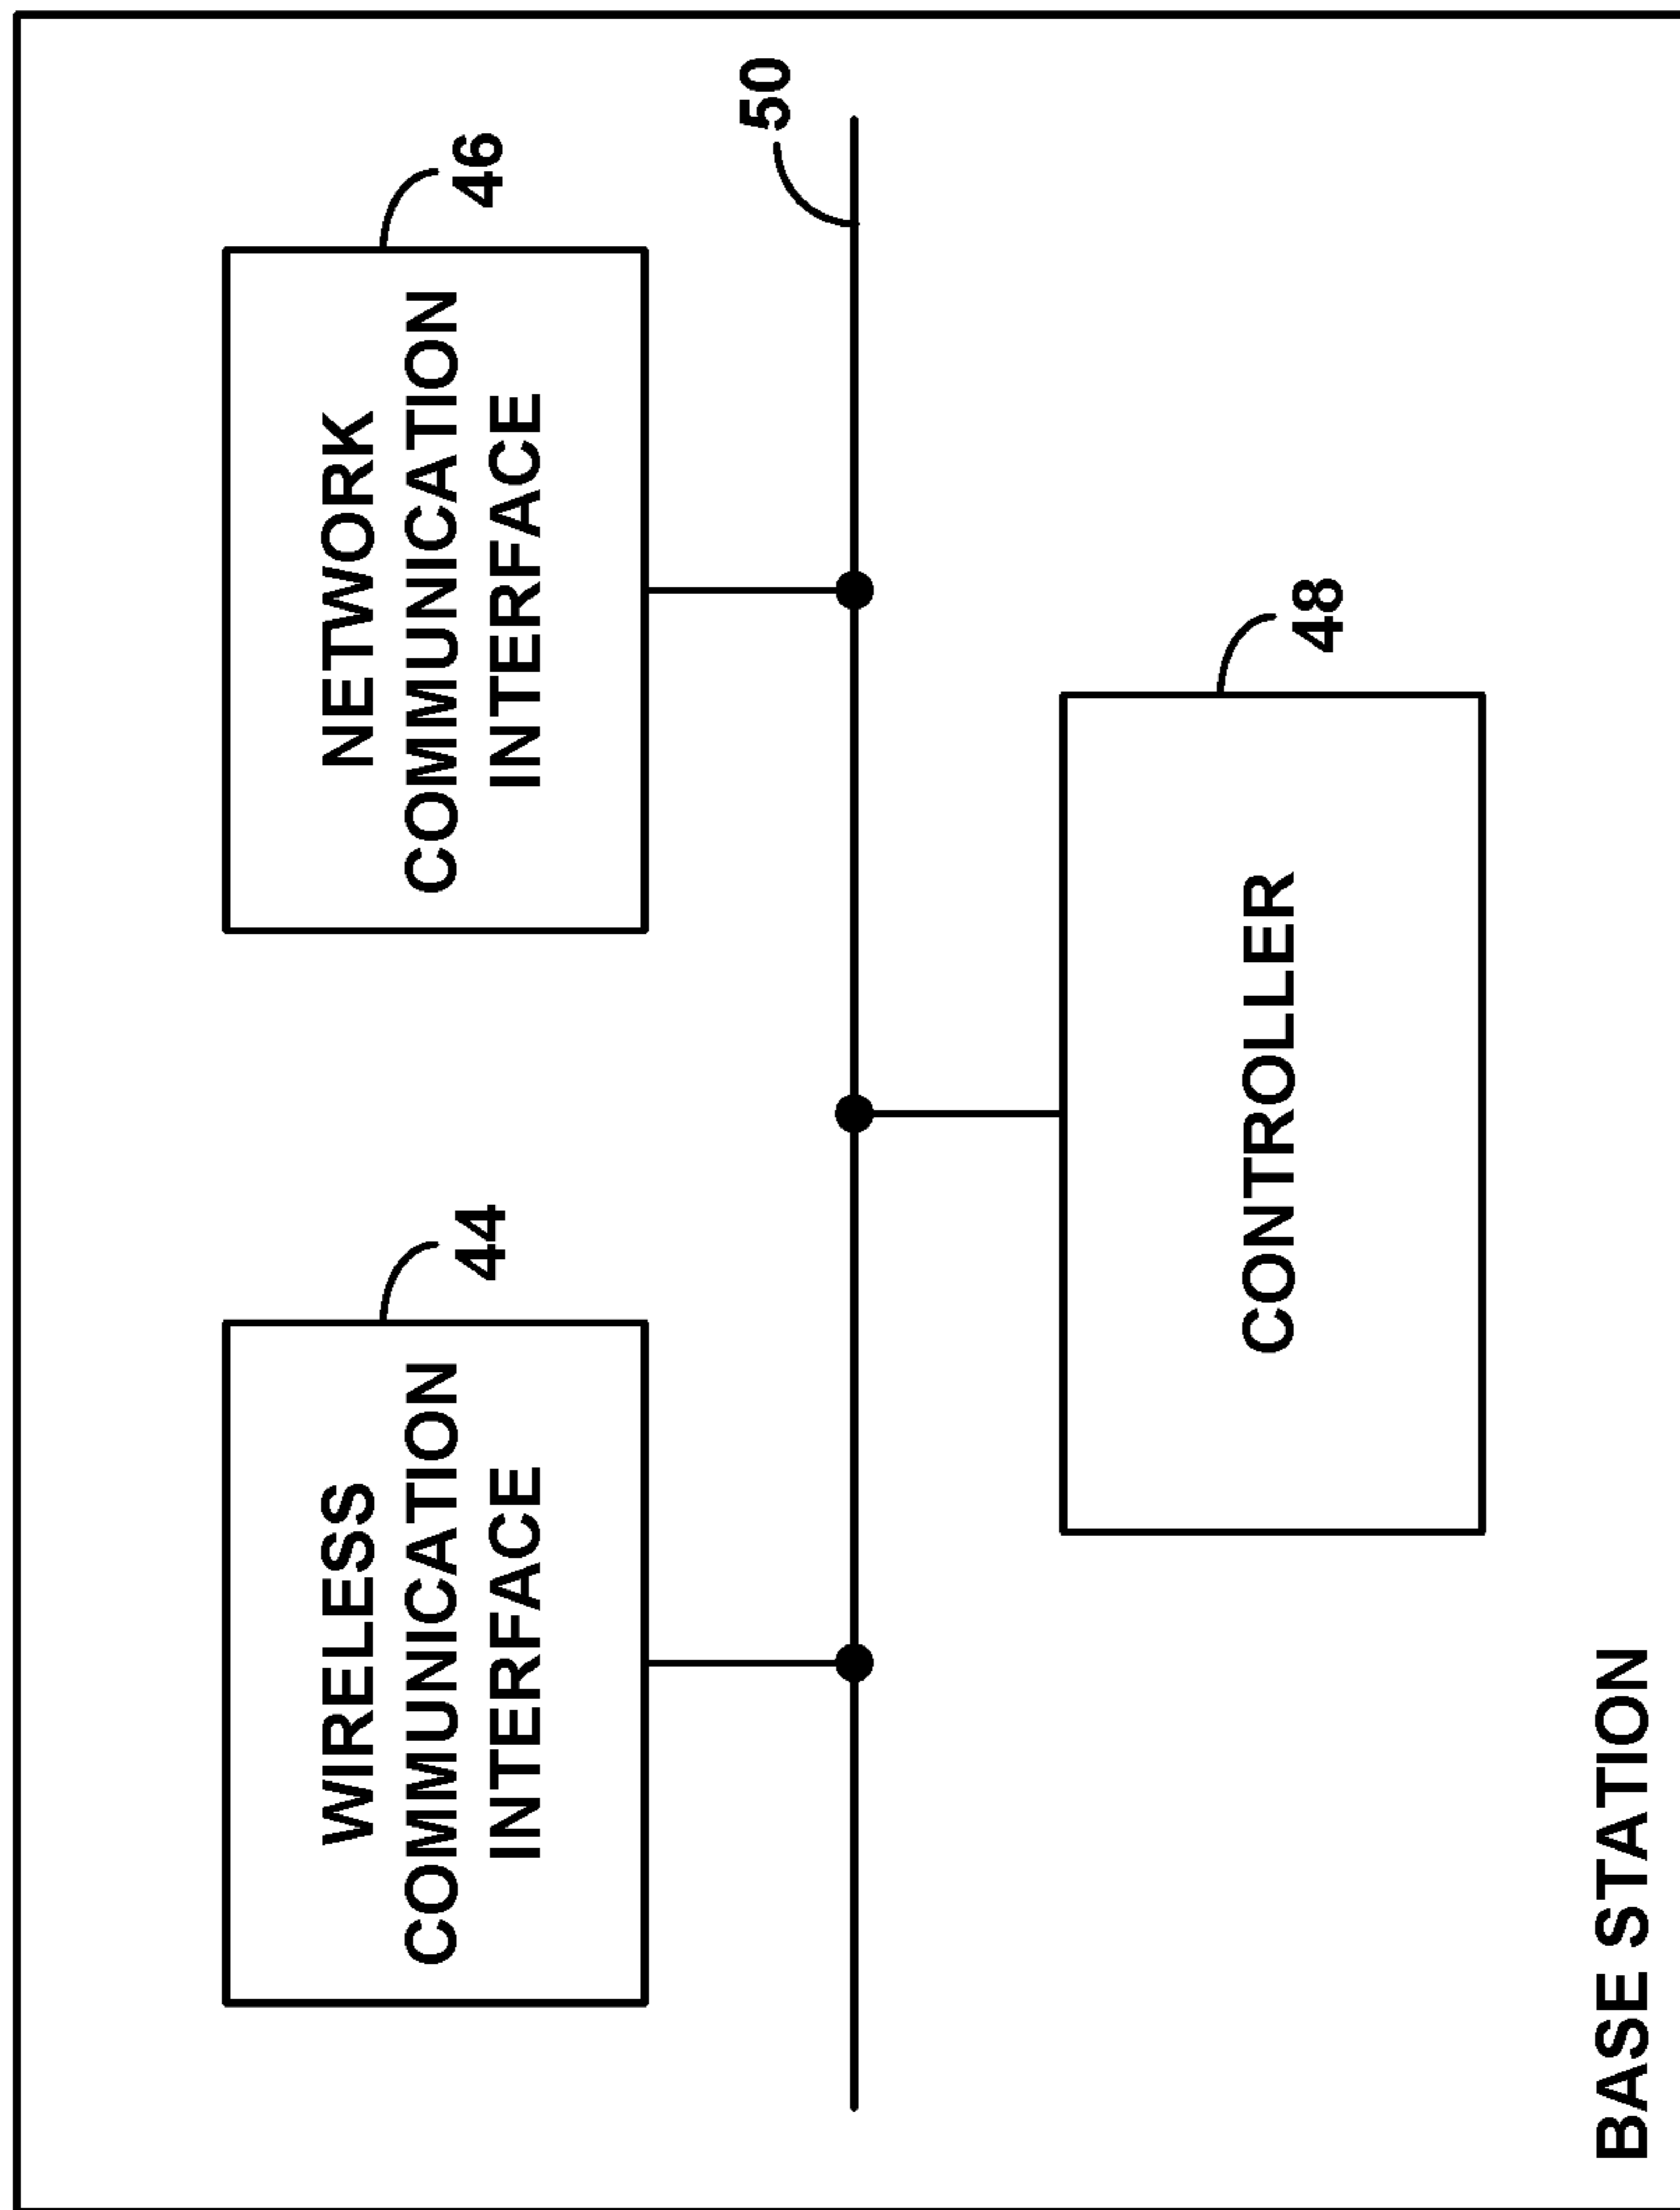 44
WIRELESS
COMMUNICATION
INTERFACE
46
NETWORK
COMMUNICATION
INTERFACE
50
48
CONTROLLER
BASE STATION